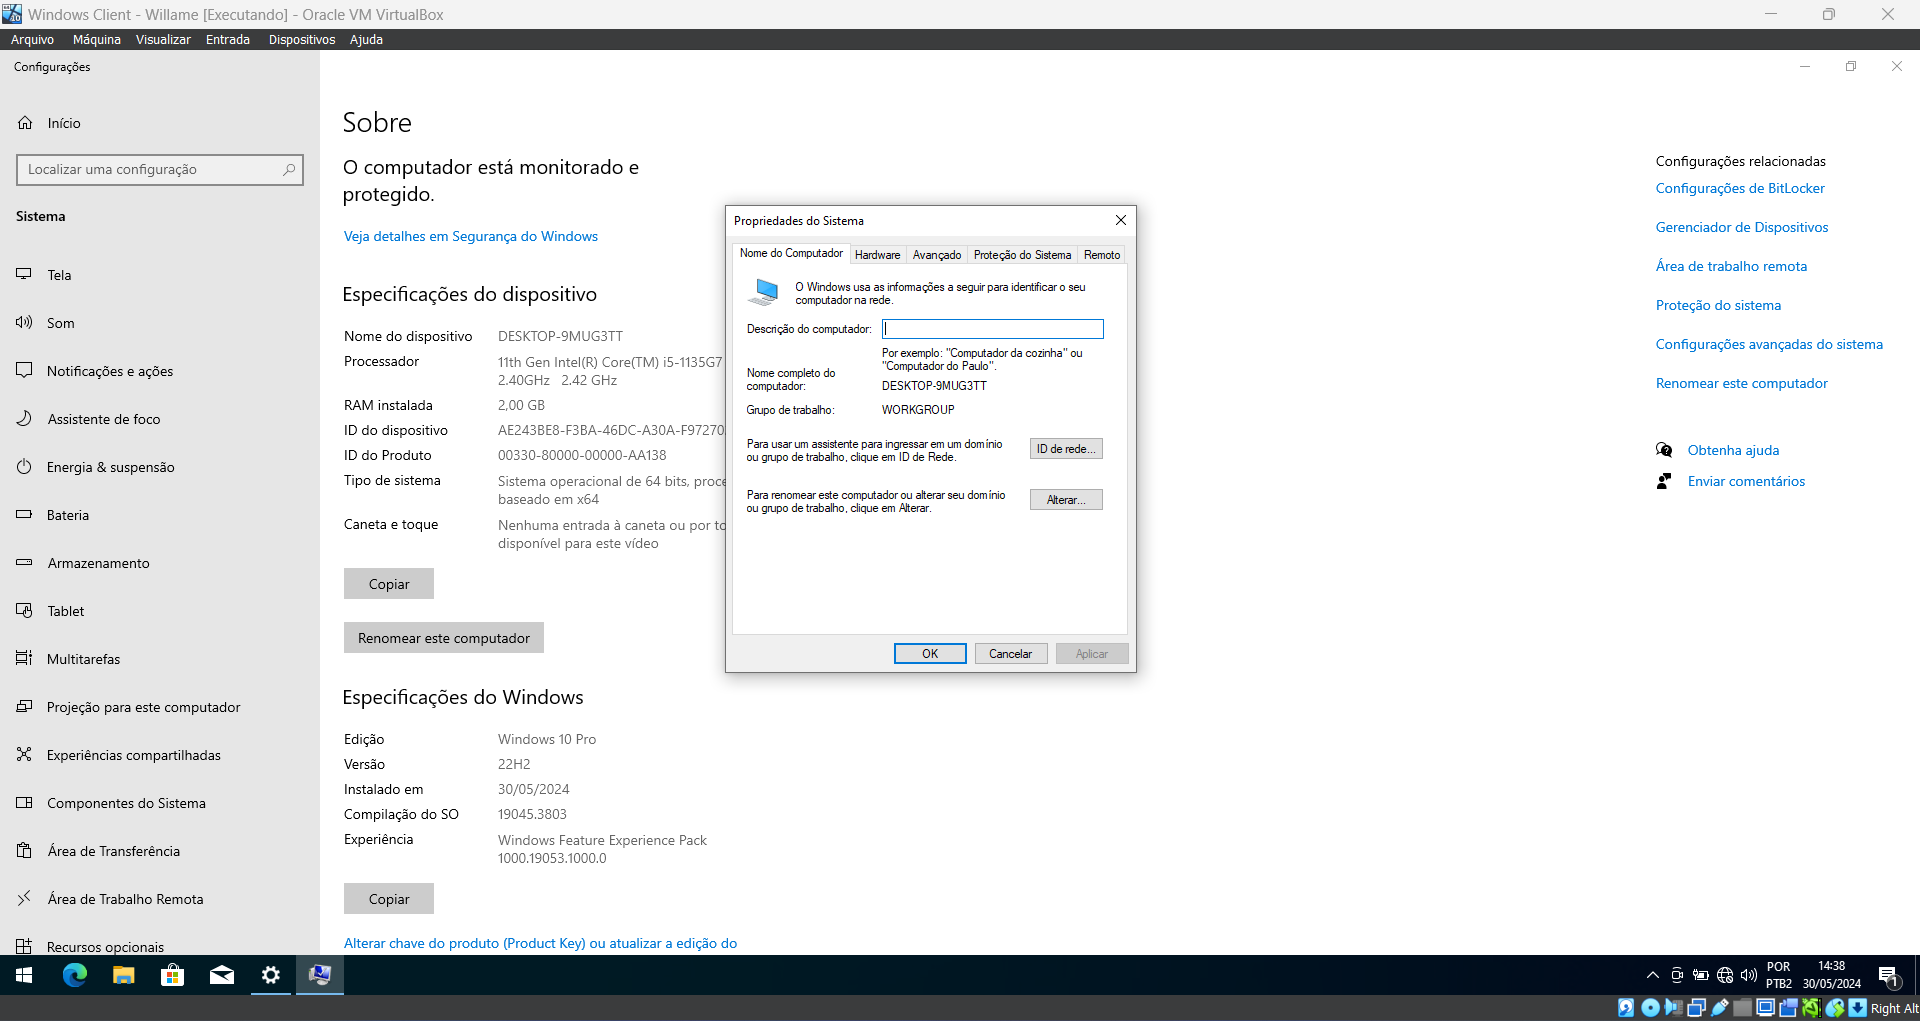 Windows Client - Willame [Executando] - Oracle VM VirtualBox
Arquivo Máquina Visualizar Entrada Dispositivos Ajuda
Configurações
Início
Localizar uma configuração
Sistema
Tela
Som
Notificações e ações
Assistente de foco
Energia & suspensão
Bateria
Armazenamento
Tablet
Multitarefas
Projeção para este computador
Experiências compartilhadas
Componentes do Sistema
Área de Transferência
Área de Trabalho Remota
Recursos opcionais
Sobre
O computador está monitorado e
protegido.
Veja detalhes em Segurança do Windows
Especificações do dispositivo
Nome do dispositivo DESKTOP-9MUG3TT
Processador 11th Gen Intel(R) Core(TM) i5-1135G7
2.40GHz 2.42 GHz
RAM instalada 2,00 GB
ID do dispositivo AE243BE8-F3BA-46DC-A30A-F97270
ID do Produto 00330-80000-00000-AA138
Tipo de sistema Sistema operacional de 64 bits, proce
baseado em x64
Caneta e toque Nenhuma entrada à caneta ou por to
disponível para este vídeo
Copiar
Renomear este computador
Especificações do Windows
Edição Windows 10 Pro
Versão 22H2
Instalado em 30/05/2024
Compilação do SO 19045.3803
Experiência Windows Feature Experience Pack
1000.19053.1000.0
Copiar
Alterar chave do produto (Product Key) ou atualizar a edição do
Propriedades do Sistema
Nome do Computador Hardware Avançado Proteção do Sistema Remoto
O Windows usa as informações a seguir para identificar o seu
computador na rede.
Descrição do computador:
Por exemplo: "Computador da cozinha" ou
"Computador do Paulo".
Nome completo do
computador: DESKTOP-9MUG3TT
Grupo de trabalho: WORKGROUP
Para usar um assistente para ingressar em um domínio
ou grupo de trabalho, clique em ID de Rede.
ID de rede...
Para renomear este computador ou alterar seu domínio
ou grupo de trabalho, clique em Alterar.
Alterar...
OK Cancelar Aplicar
Configurações relacionadas
Configurações de BitLocker
Gerenciador de Dispositivos
Área de trabalho remota
Proteção do sistema
Configurações avançadas do sistema
Renomear este computador
Obtenha ajuda
Enviar comentários
POR
PTB2
14:38
30/05/2024
1
Right Alt